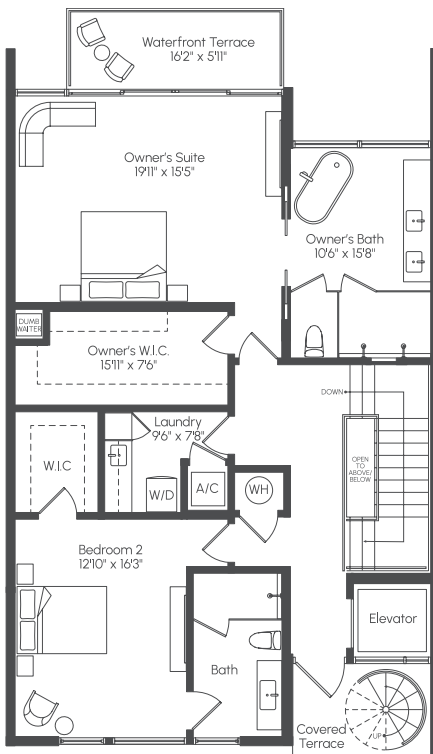 Waterfront Terrace
16'2" x 5'11"
Owner's Suite
19'11" x 15'5"
Owner's Bath
10'6" x 15'8"
DUMB
WAITER
Owner's W.I.C.
15'11" x 7'6"
DOWN
Laundry
9'6" x 7'8"
W.I.C
OPEN
TO
ABOVE/
BELOW
W/D
A/C
WH
Bedroom 2
12'10" x 16'3"
Elevator
Bath
Covered
Terrace
UP